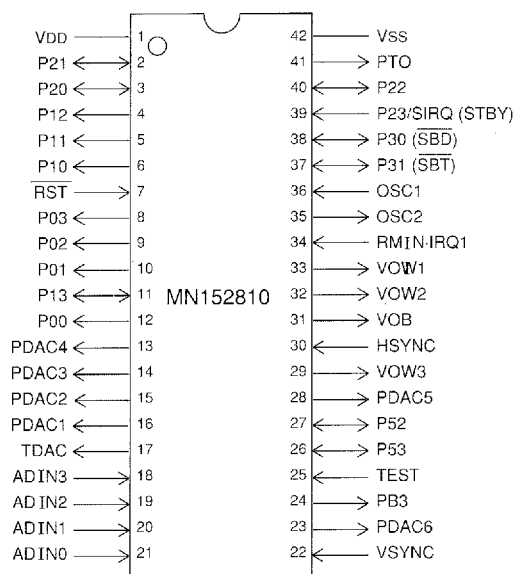 VDD 1 42 VSS
P21 2 41 PTO
P20 3 40 P22
P12 4 39 P23/SIRQ (STBY)
P11 5 38 P30 (SBD)
P10 6 37 P31 (SBT)
RST 7 36 OSC1
P03 8 35 OSC2
P02 9 34 RMIN·IRQ1
P01 10 33 VOW1
P13 11 MN152810 32 VOW2
P00 12 31 VOB
PDAC4 13 30 HSYNC
PDAC3 14 29 VOW3
PDAC2 15 28 PDAC5
PDAC1 16 27 P52
TDAC 17 26 P53
ADIN3 18 25 TEST
ADIN2 19 24 PB3
ADIN1 20 23 PDAC6
ADIN0 21 22 VSYNC